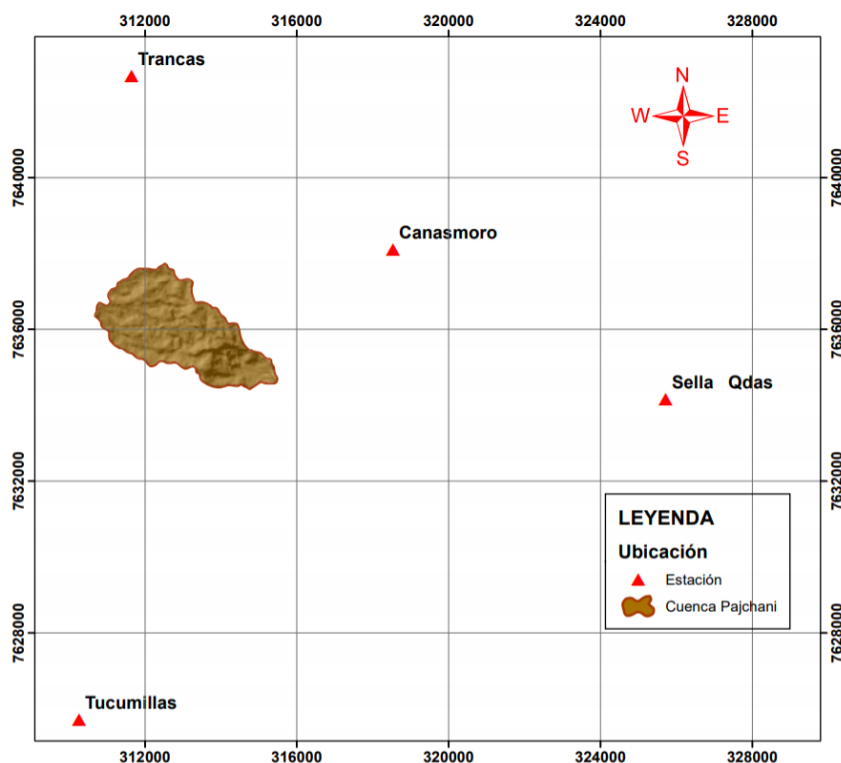 312000 316000 320000 324000 328000
Trancas
N
W E
S
7640000 7640000
Canasmoro
7636000 7636000
Sella Qdas
7632000 7632000
LEYENDA
Ubicación
Estación
Cuenca Pajchani
7628000 7628000
Tucumillas
312000 316000 320000 324000 328000